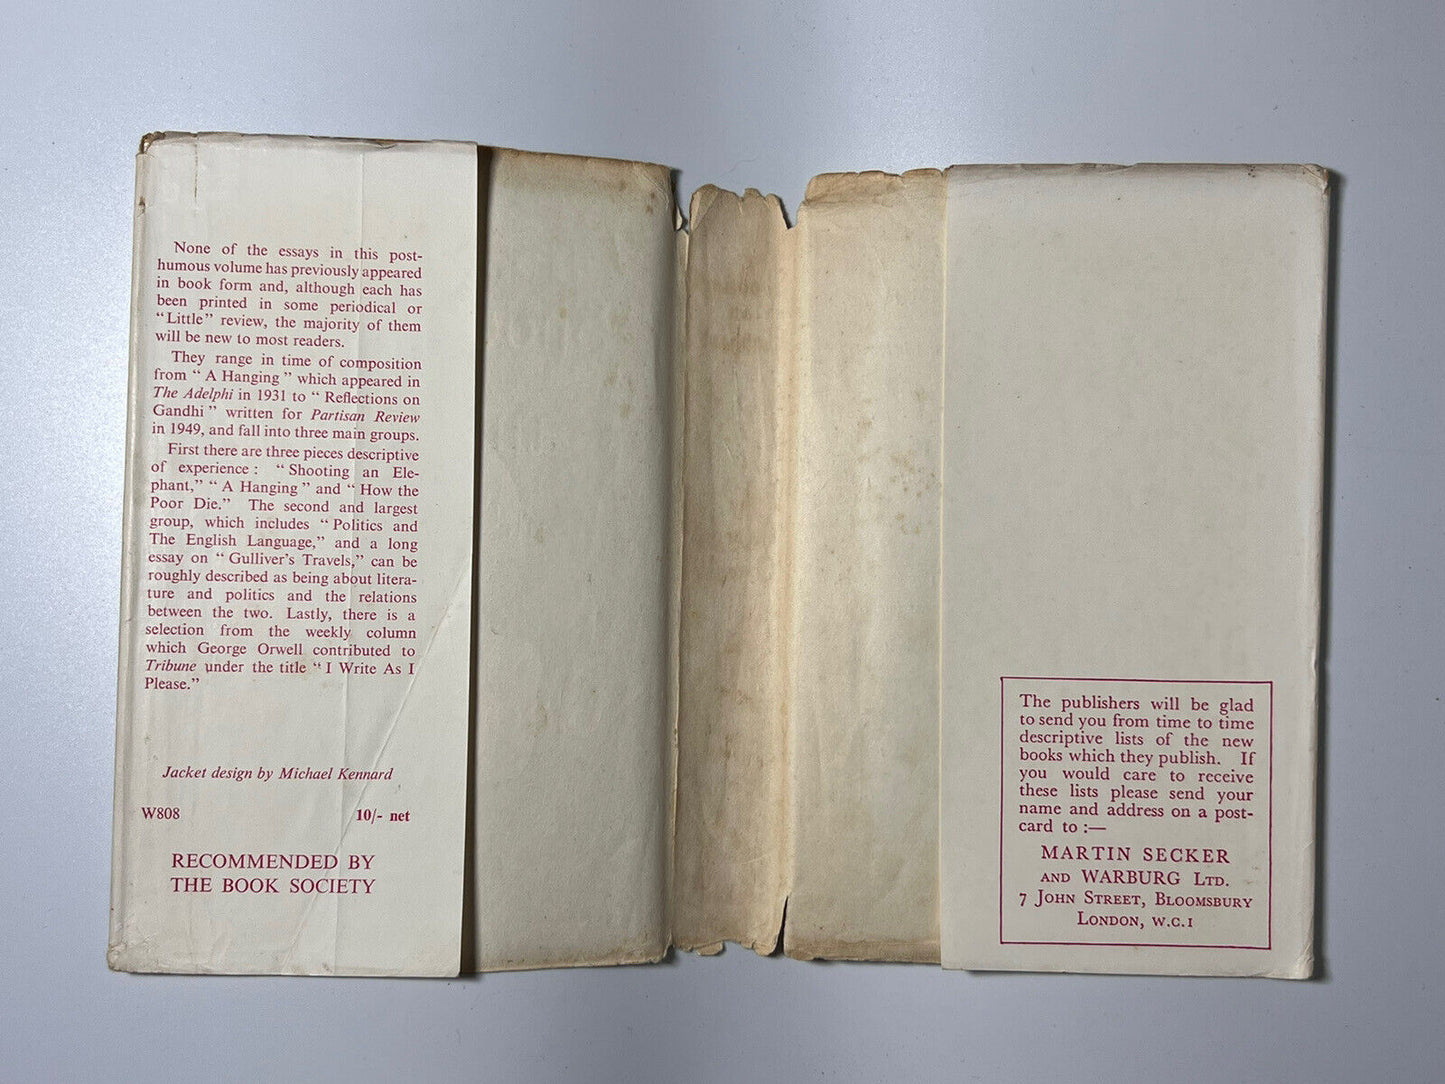 None of the essays in this post-
humous volume has previously appeared
in book form and, although each has
been printed in some periodical or
“Little” review, the majority of them
will be new to most readers.
They range in time of composition
from “ A Hanging ” which appeared in
The Adelphi in 1931 to “ Reflections on
Gandhi ” written for Partisan Review
in 1949, and fall into three main groups.
First there are three pieces descriptive
of experience : “ Shooting an Ele-
phant,” “ A Hanging ” and “ How the
Poor Die.” The second and largest
group, which includes “ Politics and
The English Language,” and a long
essay on “ Gulliver's Travels,” can be
roughly described as being about litera-
ture and politics and the relations
between the two. Lastly, there is a
selection from the weekly column
which George Orwell contributed to
Tribune under the title “ I Write As I
Please.”
Jacket design by Michael Kennard
W808 10/- net
RECOMMENDED BY
THE BOOK SOCIETY
The publishers will be glad
to send you from time to time
descriptive lists of the new
books which they publish. If
you would care to receive
these lists please send your
name and address on a post-
card to :—
MARTIN SECKER
AND WARBURG LTD.
7 JOHN STREET, BLOOMSBURY
LONDON, W.C.1